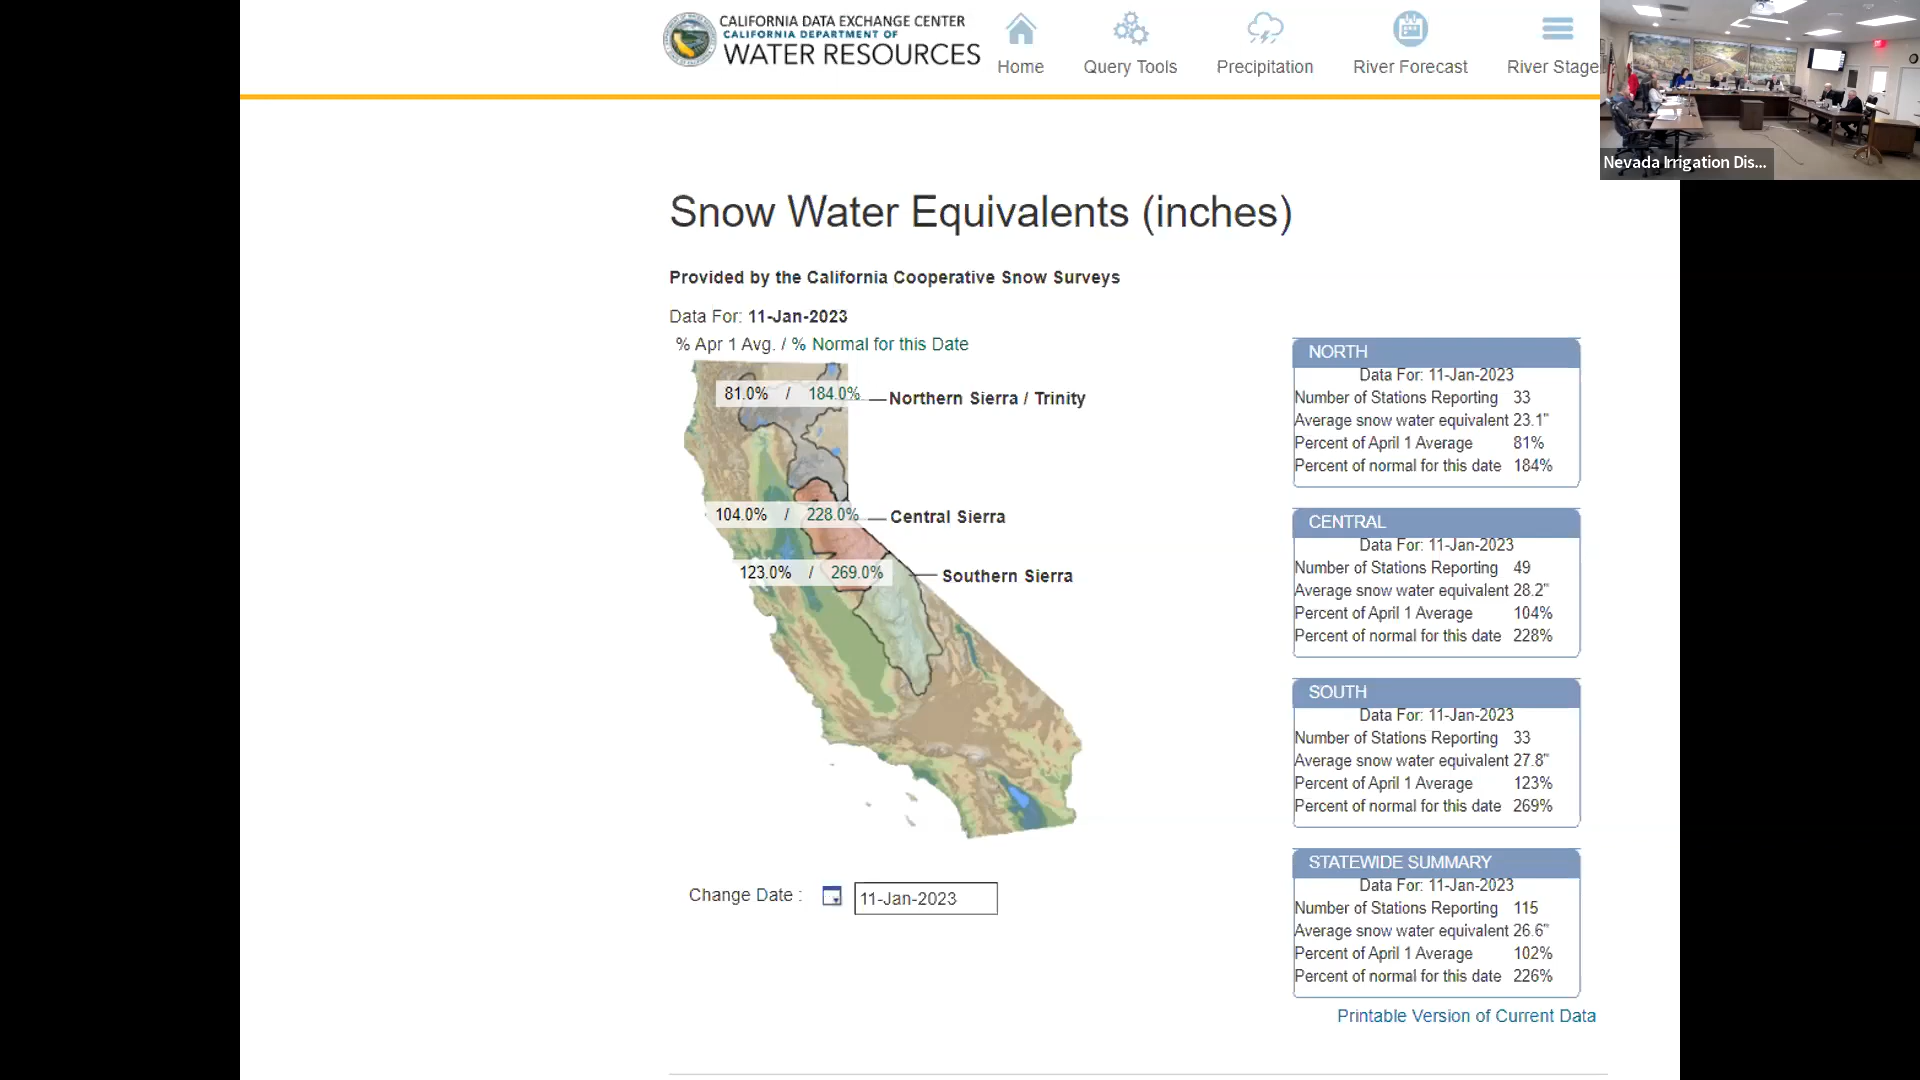 CALIFORNIA DATA EXCHANGE CENTER
CALIFORNIA DEPARTMENT OF
WATER RESOURCES
Home
Query Tools
Precipitation
River Forecast
River Stage
Nevada Irrigation Dis...
Snow Water Equivalents (inches)
Provided by the California Cooperative Snow Surveys
Data For: 11-Jan-2023
% Apr 1 Avg. / % Normal for this Date
81.0% / 184.0%
Northern Sierra / Trinity
104.0% / 228.0%
Central Sierra
123.0% / 269.0%
Southern Sierra
Change Date :
11-Jan-2023
NORTH
Data For: 11-Jan-2023
Number of Stations Reporting 33
Average snow water equivalent 23.1"
Percent of April 1 Average 81%
Percent of normal for this date 184%
CENTRAL
Data For: 11-Jan-2023
Number of Stations Reporting 49
Average snow water equivalent 28.2"
Percent of April 1 Average 104%
Percent of normal for this date 228%
SOUTH
Data For: 11-Jan-2023
Number of Stations Reporting 33
Average snow water equivalent 27.8"
Percent of April 1 Average 123%
Percent of normal for this date 269%
STATEWIDE SUMMARY
Data For: 11-Jan-2023
Number of Stations Reporting 115
Average snow water equivalent 26.6"
Percent of April 1 Average 102%
Percent of normal for this date 226%
Printable Version of Current Data